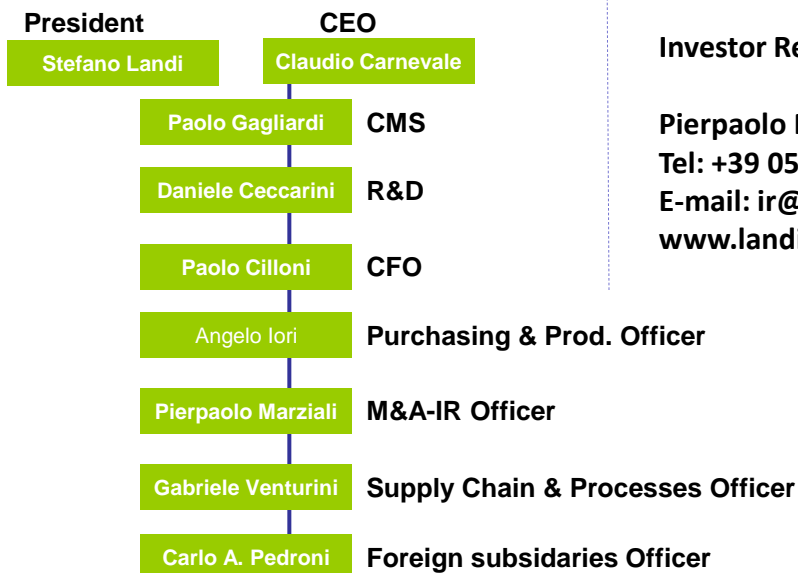 President CEO
Stefano Landi Claudio Carnevale
Paolo Gagliardi CMS
Daniele Ceccarini R&D
Paolo Cilloni CFO
Angelo Iori Purchasing & Prod. Officer
Pierpaolo Marziali M&A-IR Officer
Gabriele Venturini Supply Chain & Processes Officer
Carlo A. Pedroni Foreign subsidaries Officer
Investor
Pierpaolo
Tel: +39 05
E-mail: ir@
www.landi